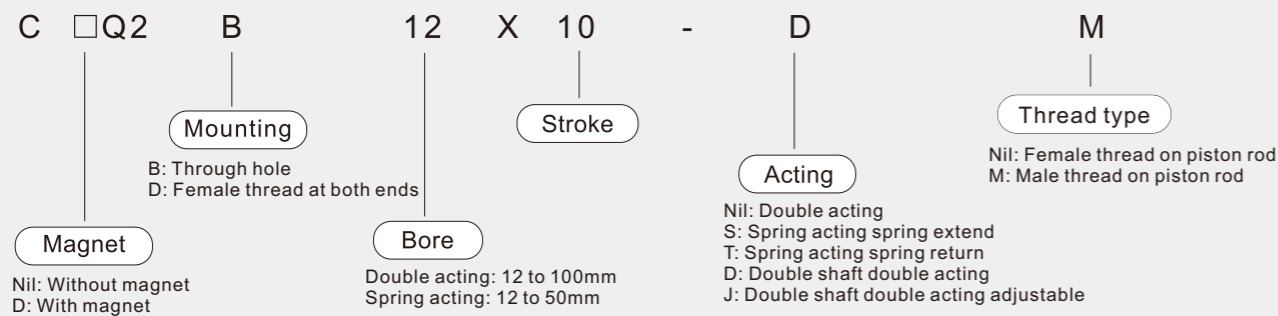 C □Q2 B 12 X 10 - D M
Mounting
B: Through hole
D: Female thread at both ends
Stroke
Thread type
Nil: Female thread on piston rod
M: Male thread on piston rod
Acting
Nil: Double acting
S: Spring acting spring extend
T: Spring acting spring return
D: Double shaft double acting
J: Double shaft double acting adjustable
Magnet
Nil: Without magnet
D: With magnet
Bore
Double acting: 12 to 100mm
Spring acting: 12 to 50mm